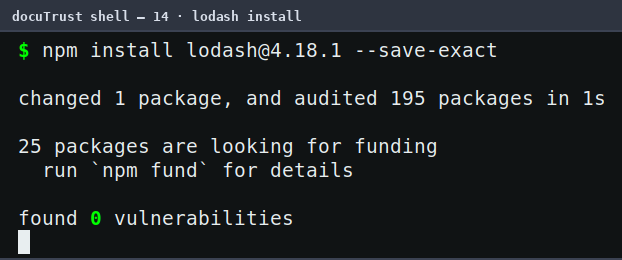 docuTrust shell — 14 · lodash install
$ npm install lodash@4.18.1 --save-exact
changed 1 package, and audited 195 packages in 1s
25 packages are looking for funding
  run `npm fund` for details
found 0 vulnerabilities